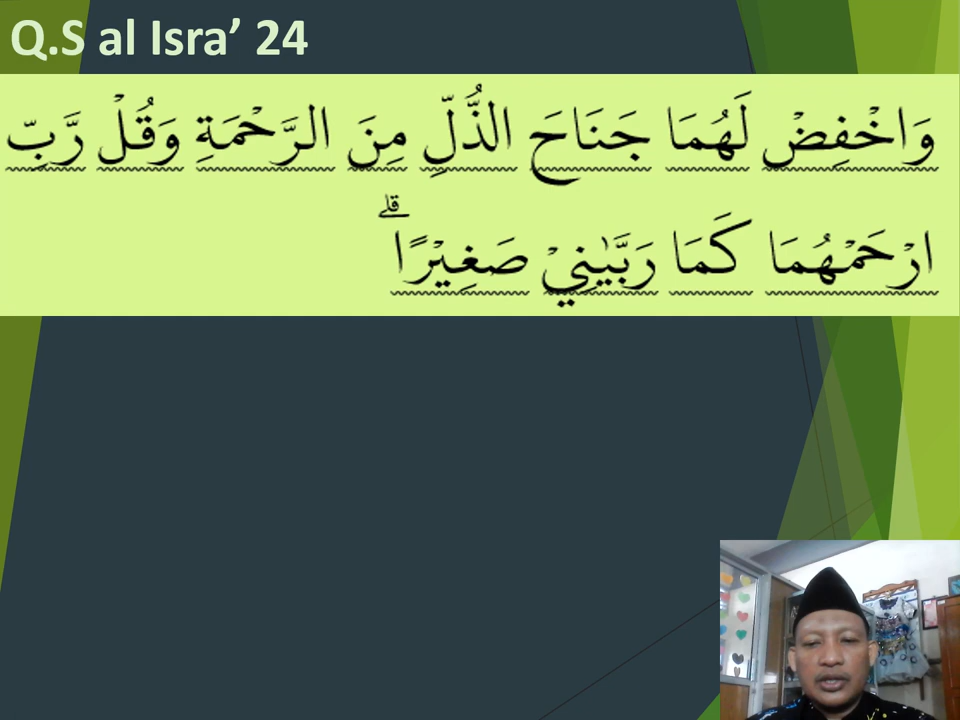 Q.S al Isra’ 24
وَاخْفِضْ لَهُمَا جَنَاحَ الذُّلِّ مِنَ الرَّحْمَةِ وَقُلْ رَّبِّ
ارْحَمْهُمَا كَمَا رَبَّيٰنِيْ صَغِيْرًاۗ